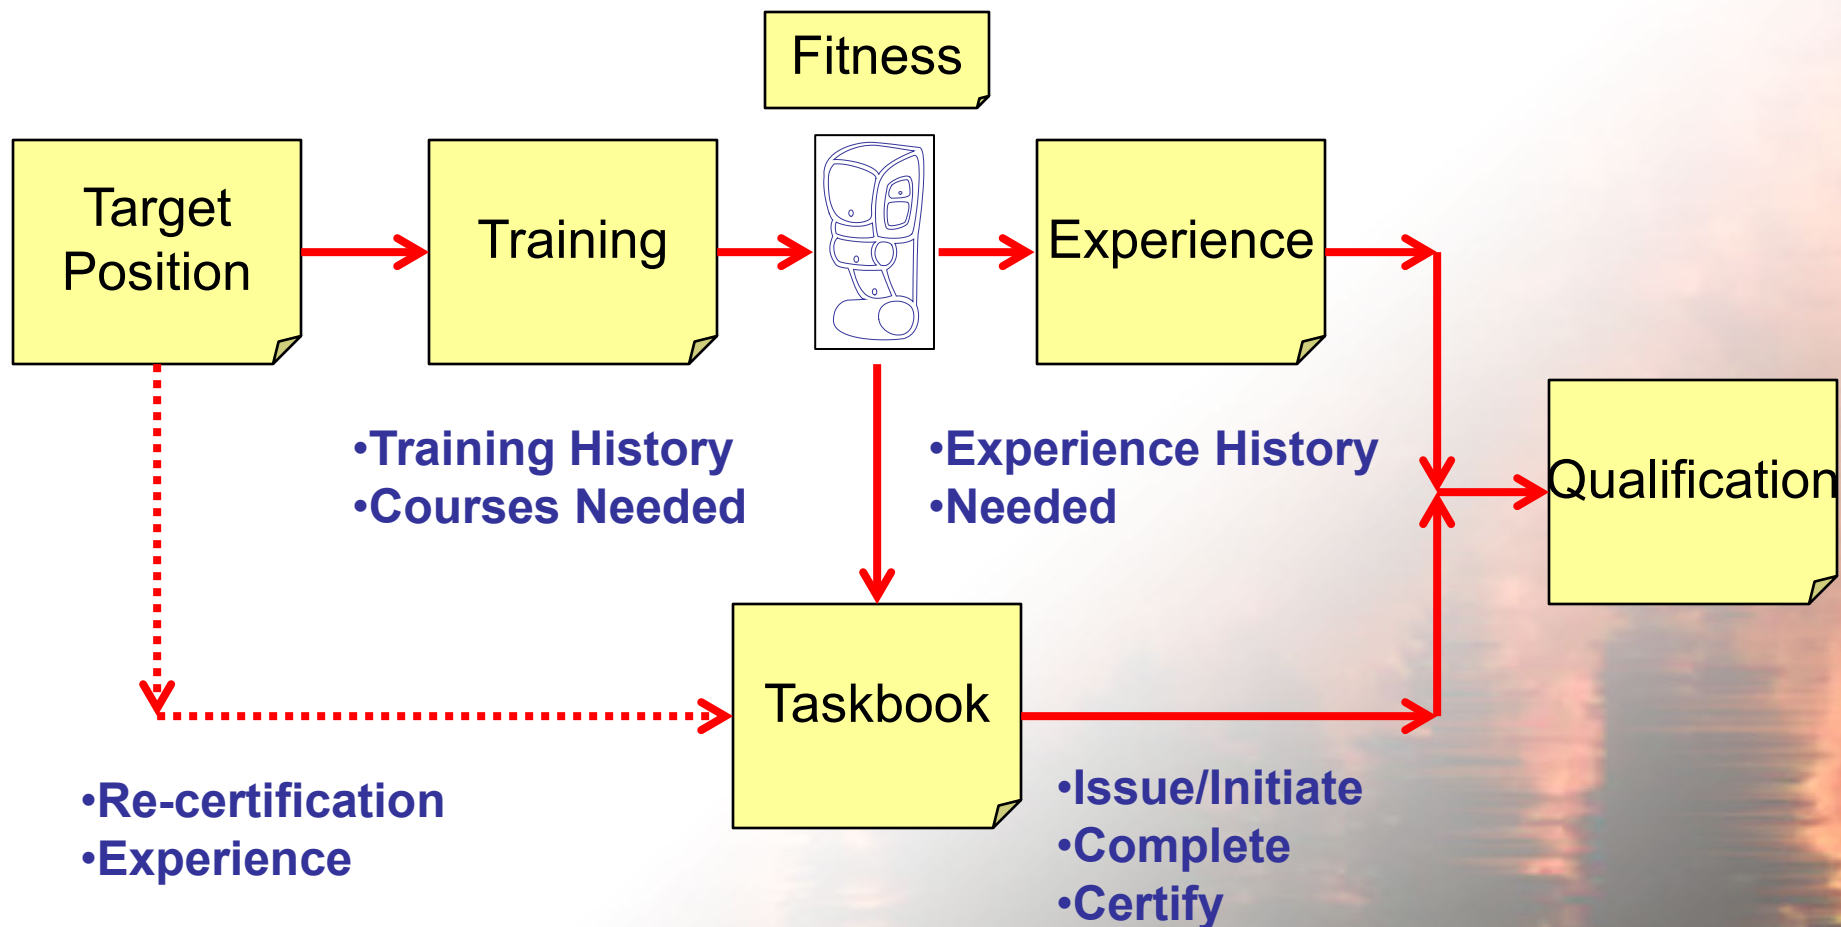 Fitness
Target
Position
Training
Experience
•Training History
•Courses Needed
•Experience History
•Needed
Qualification
Taskbook
•Re-certification
•Experience
•Issue/Initiate
•Complete
•Certify